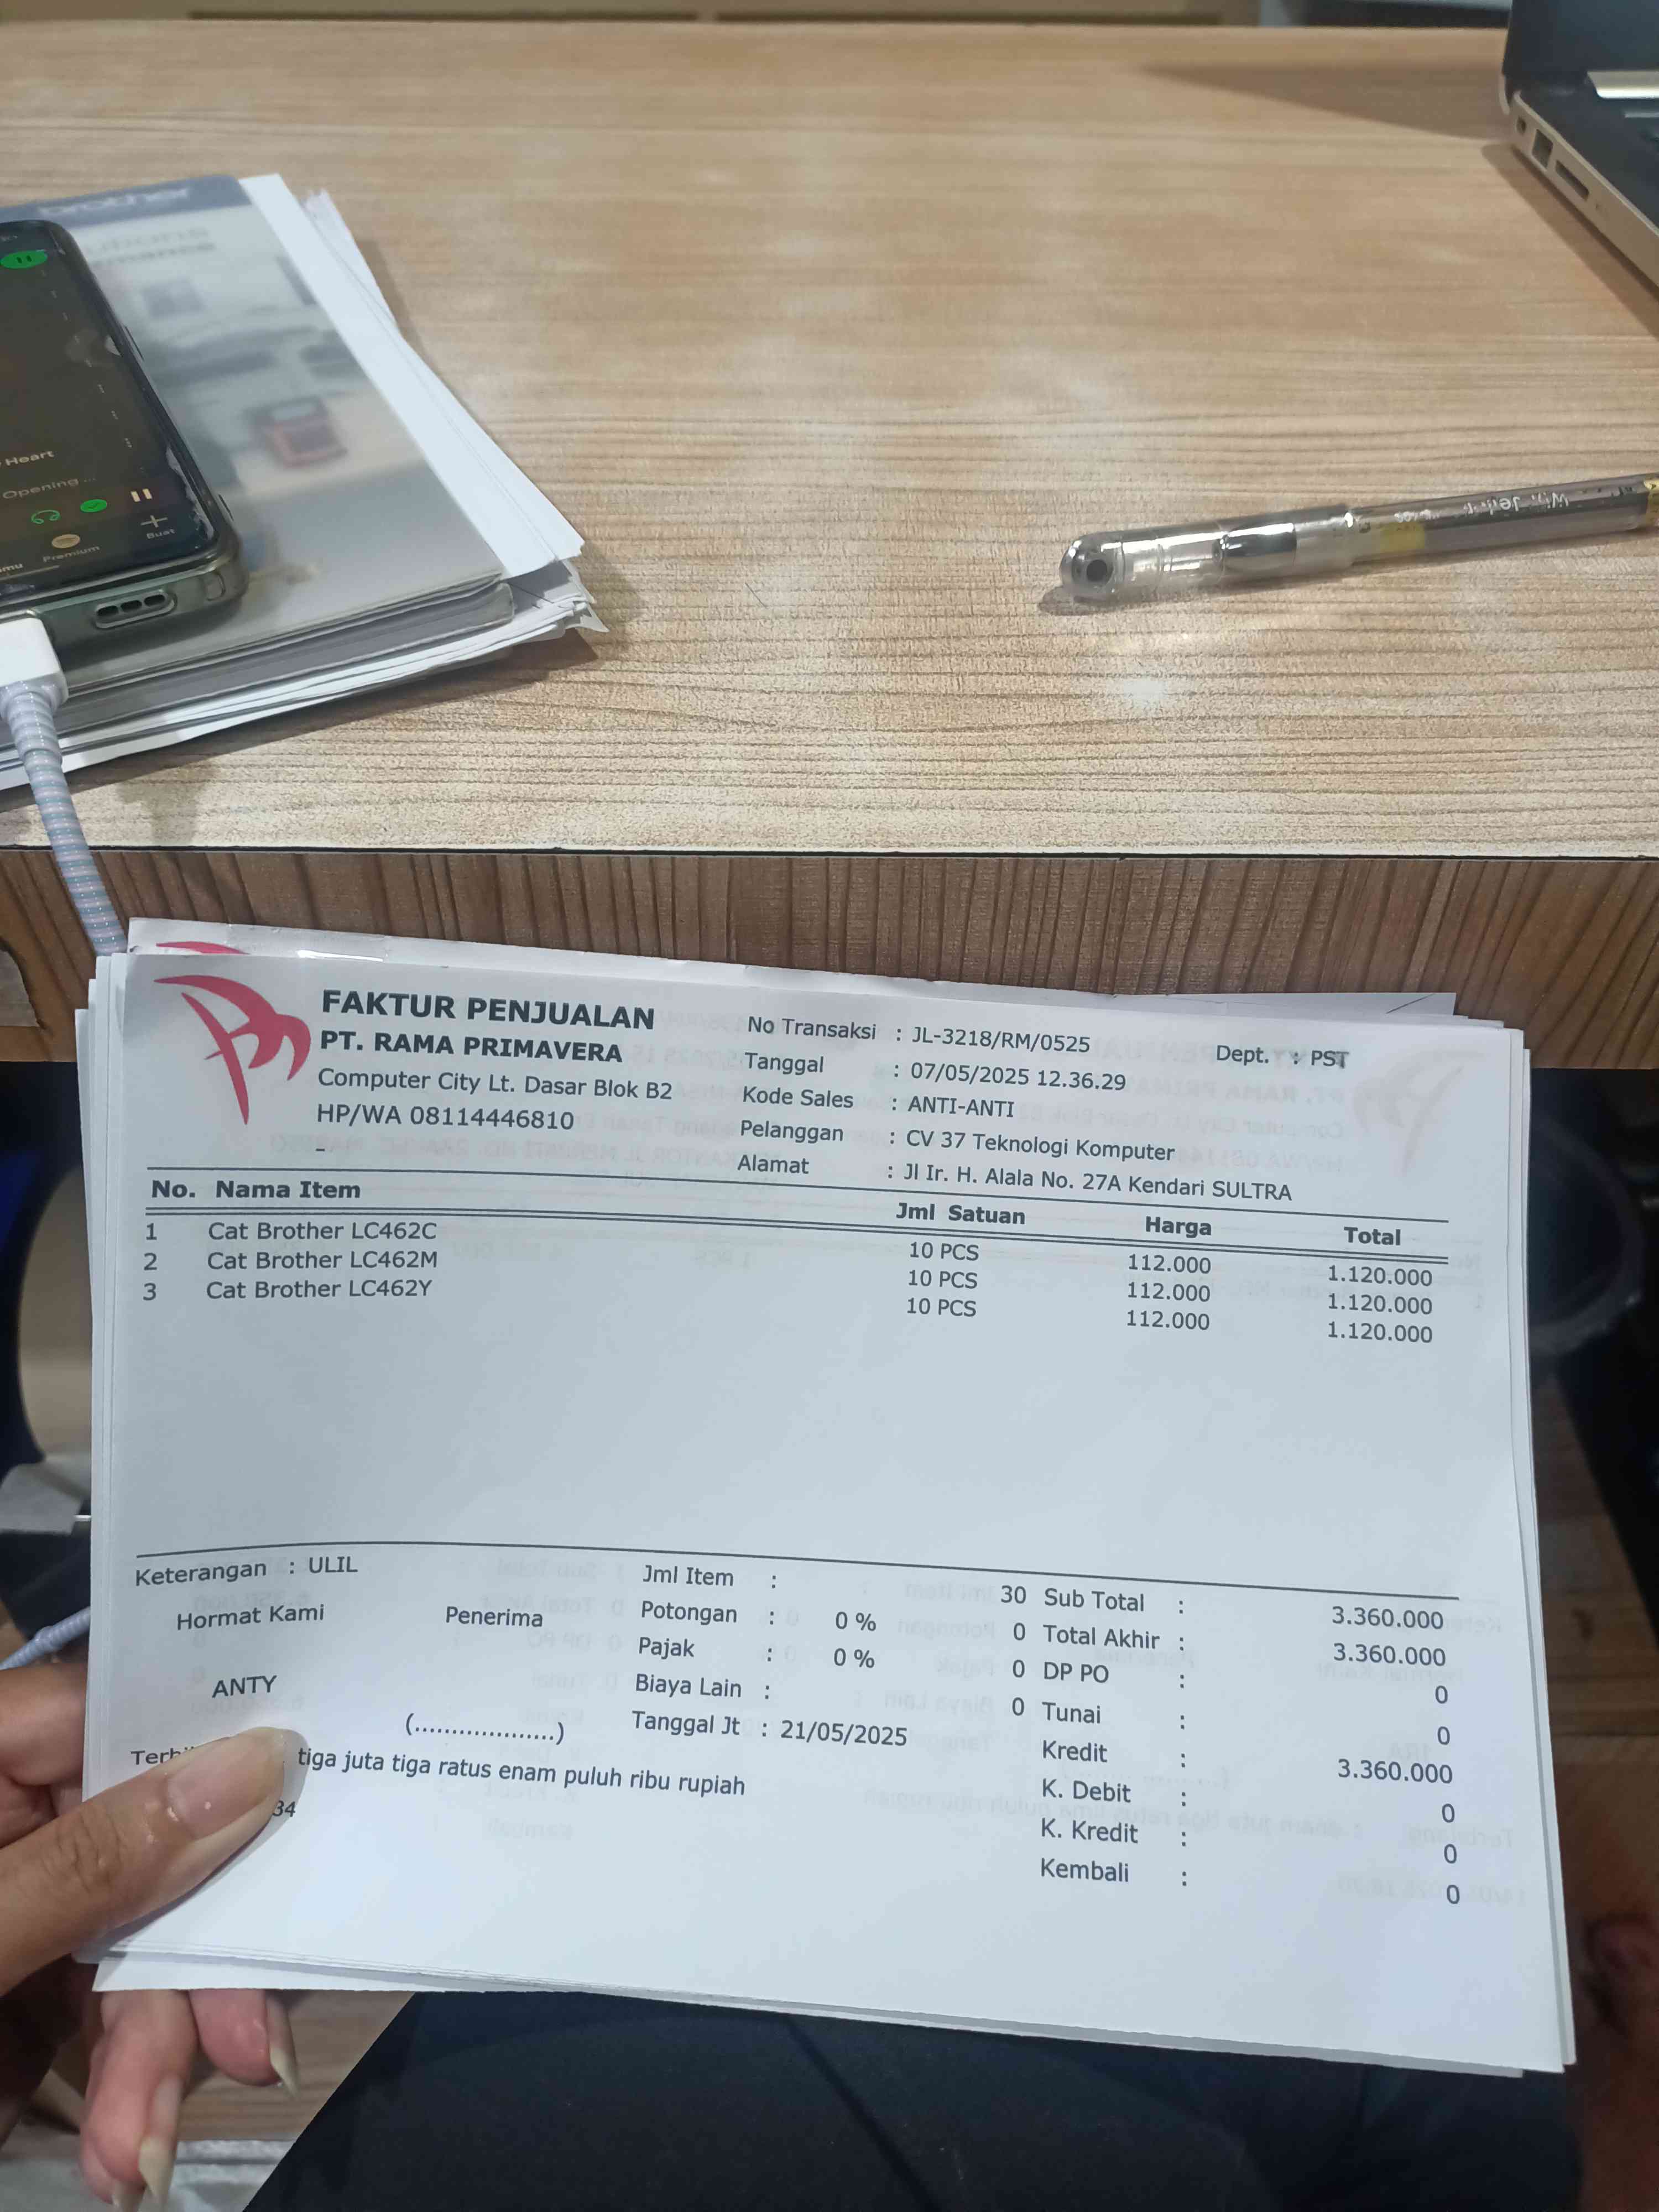 brother
Heart
Opening ...
Premium
Buat
FAKTUR PENJUALAN
PT. RAMA PRIMAVERA
Computer City Lt. Dasar Blok B2
HP/WA 08114446810
-
No Transaksi : JL-3218/RM/0525
Dept. : PST
Tanggal : 07/05/2025 12.36.29
Kode Sales : ANTI-ANTI
Pelanggan : CV 37 Teknologi Komputer
Alamat : Jl Ir. H. Alala No. 27A Kendari SULTRA
No. Nama Item Jml Satuan Harga Total
1 Cat Brother LC462C 10 PCS 112.000 1.120.000
2 Cat Brother LC462M 10 PCS 112.000 1.120.000
3 Cat Brother LC462Y 10 PCS 112.000 1.120.000
Keterangan : ULIL
Hormat Kami Penerima
ANTY
(...................)
Jml Item : 30
Potongan : 0 % 0
Pajak : 0 % 0
Biaya Lain : 0
Tanggal Jt : 21/05/2025
Sub Total : 3.360.000
Total Akhir : 3.360.000
DP PO : 0
Tunai : 0
Kredit : 3.360.000
K. Debit : 0
K. Kredit : 0
Kembali : 0
tiga juta tiga ratus enam puluh ribu rupiah
34